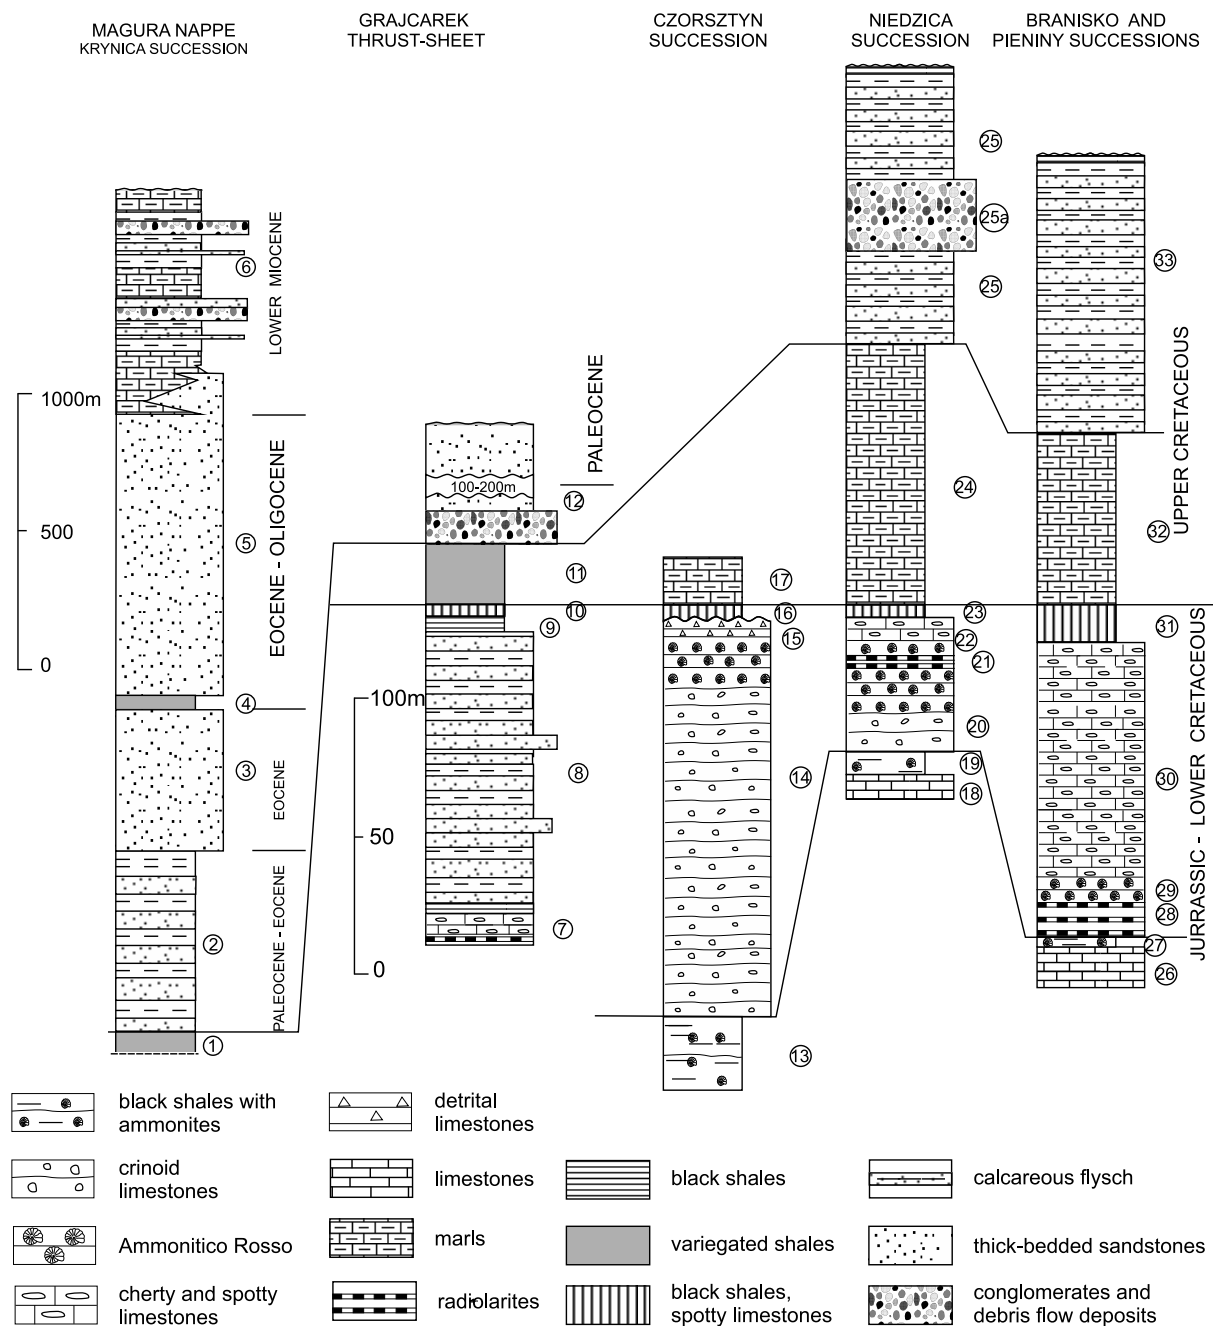 MAGURA NAPPE
KRYNICA SUCCESSION
GRAJCAREK
THRUST-SHEET
CZORSZTYN
SUCCESSION
NIEDZICA
SUCCESSION
BRANISKO AND
PIENINY SUCCESSIONS
1000m
500
0
6
5
4
3
2
1
LOWER MIOCENE
EOCENE - OLIGOCENE
EOCENE
PALEOCENE - EOCENE
100m
50
0
100-200m
12
11
10
9
8
7
PALEOCENE
17
16
15
14
13
25
25a
25
24
23
22
21
20
19
18
33
32
31
30
29
28
27
26
UPPER CRETACEOUS
JURASSIC - LOWER CRETACEOUS
black shales with
ammonites
crinoid
limestones
Ammonitico Rosso
cherty and spotty
limestones
detrital
limestones
limestones
marls
radiolarites
black shales
variegated shales
black shales,
spotty limestones
calcareous flysch
thick-bedded sandstones
conglomerates and
debris flow deposits